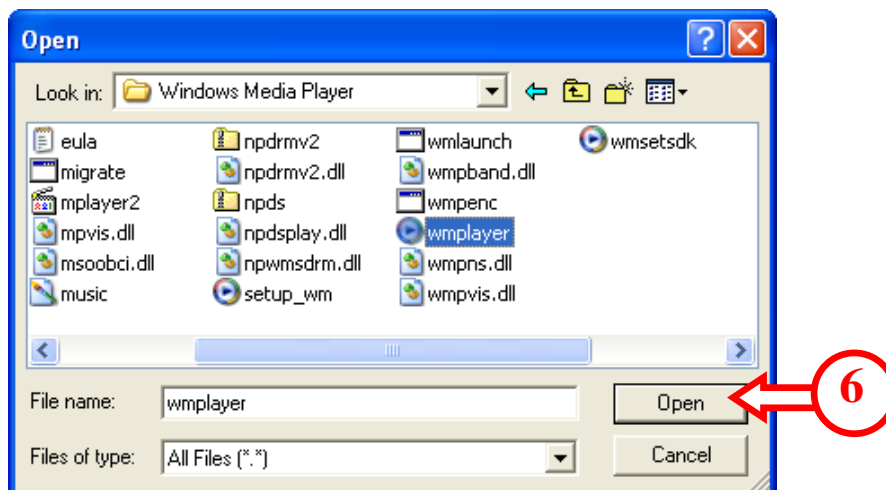 Open
Look in: Windows Media Player
eula npdrmv2 wmlaunch wmsetsdk
migrate npdrmv2.dll wmpband.dll
mplayer2 npds wmpenc
mpvis.dll npdsplay.dll wmplayer
msoobci.dll npwmsdrm.dll wmpns.dll
music setup_wm wmpvis.dll
File name: wmplayer Open 6
Files of type: All Files (*.*) Cancel